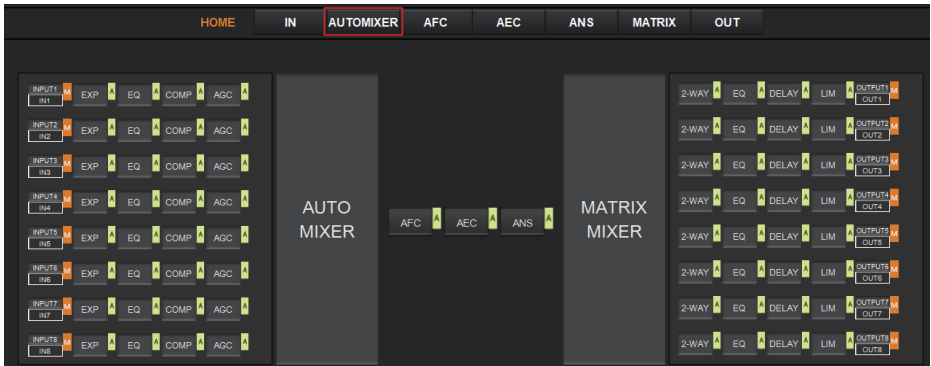 HOME IN AUTOMIXER AFC AEC ANS MATRIX OUT
INPUT1 M EXP A EQ A COMP A AGC A
IN1
INPUT2 M EXP A EQ A COMP A AGC A
IN2
INPUT3 M EXP A EQ A COMP A AGC A
IN3
INPUT4 M EXP A EQ A COMP A AGC A
IN4
INPUT5 M EXP A EQ A COMP A AGC A
IN5
INPUT6 M EXP A EQ A COMP A AGC A
IN6
INPUT7 M EXP A EQ A COMP A AGC A
IN7
INPUT8 M EXP A EQ A COMP A AGC A
IN8
AUTO
MIXER
AFC A AEC A ANS A
MATRIX
MIXER
2-WAY A EQ A DELAY A LIM A OUTPUT1 M
OUT1
2-WAY A EQ A DELAY A LIM A OUTPUT2 M
OUT2
2-WAY A EQ A DELAY A LIM A OUTPUT3 M
OUT3
2-WAY A EQ A DELAY A LIM A OUTPUT4 M
OUT4
2-WAY A EQ A DELAY A LIM A OUTPUT5 M
OUT5
2-WAY A EQ A DELAY A LIM A OUTPUT6 M
OUT6
2-WAY A EQ A DELAY A LIM A OUTPUT7 M
OUT7
2-WAY A EQ A DELAY A LIM A OUTPUT8 M
OUT8